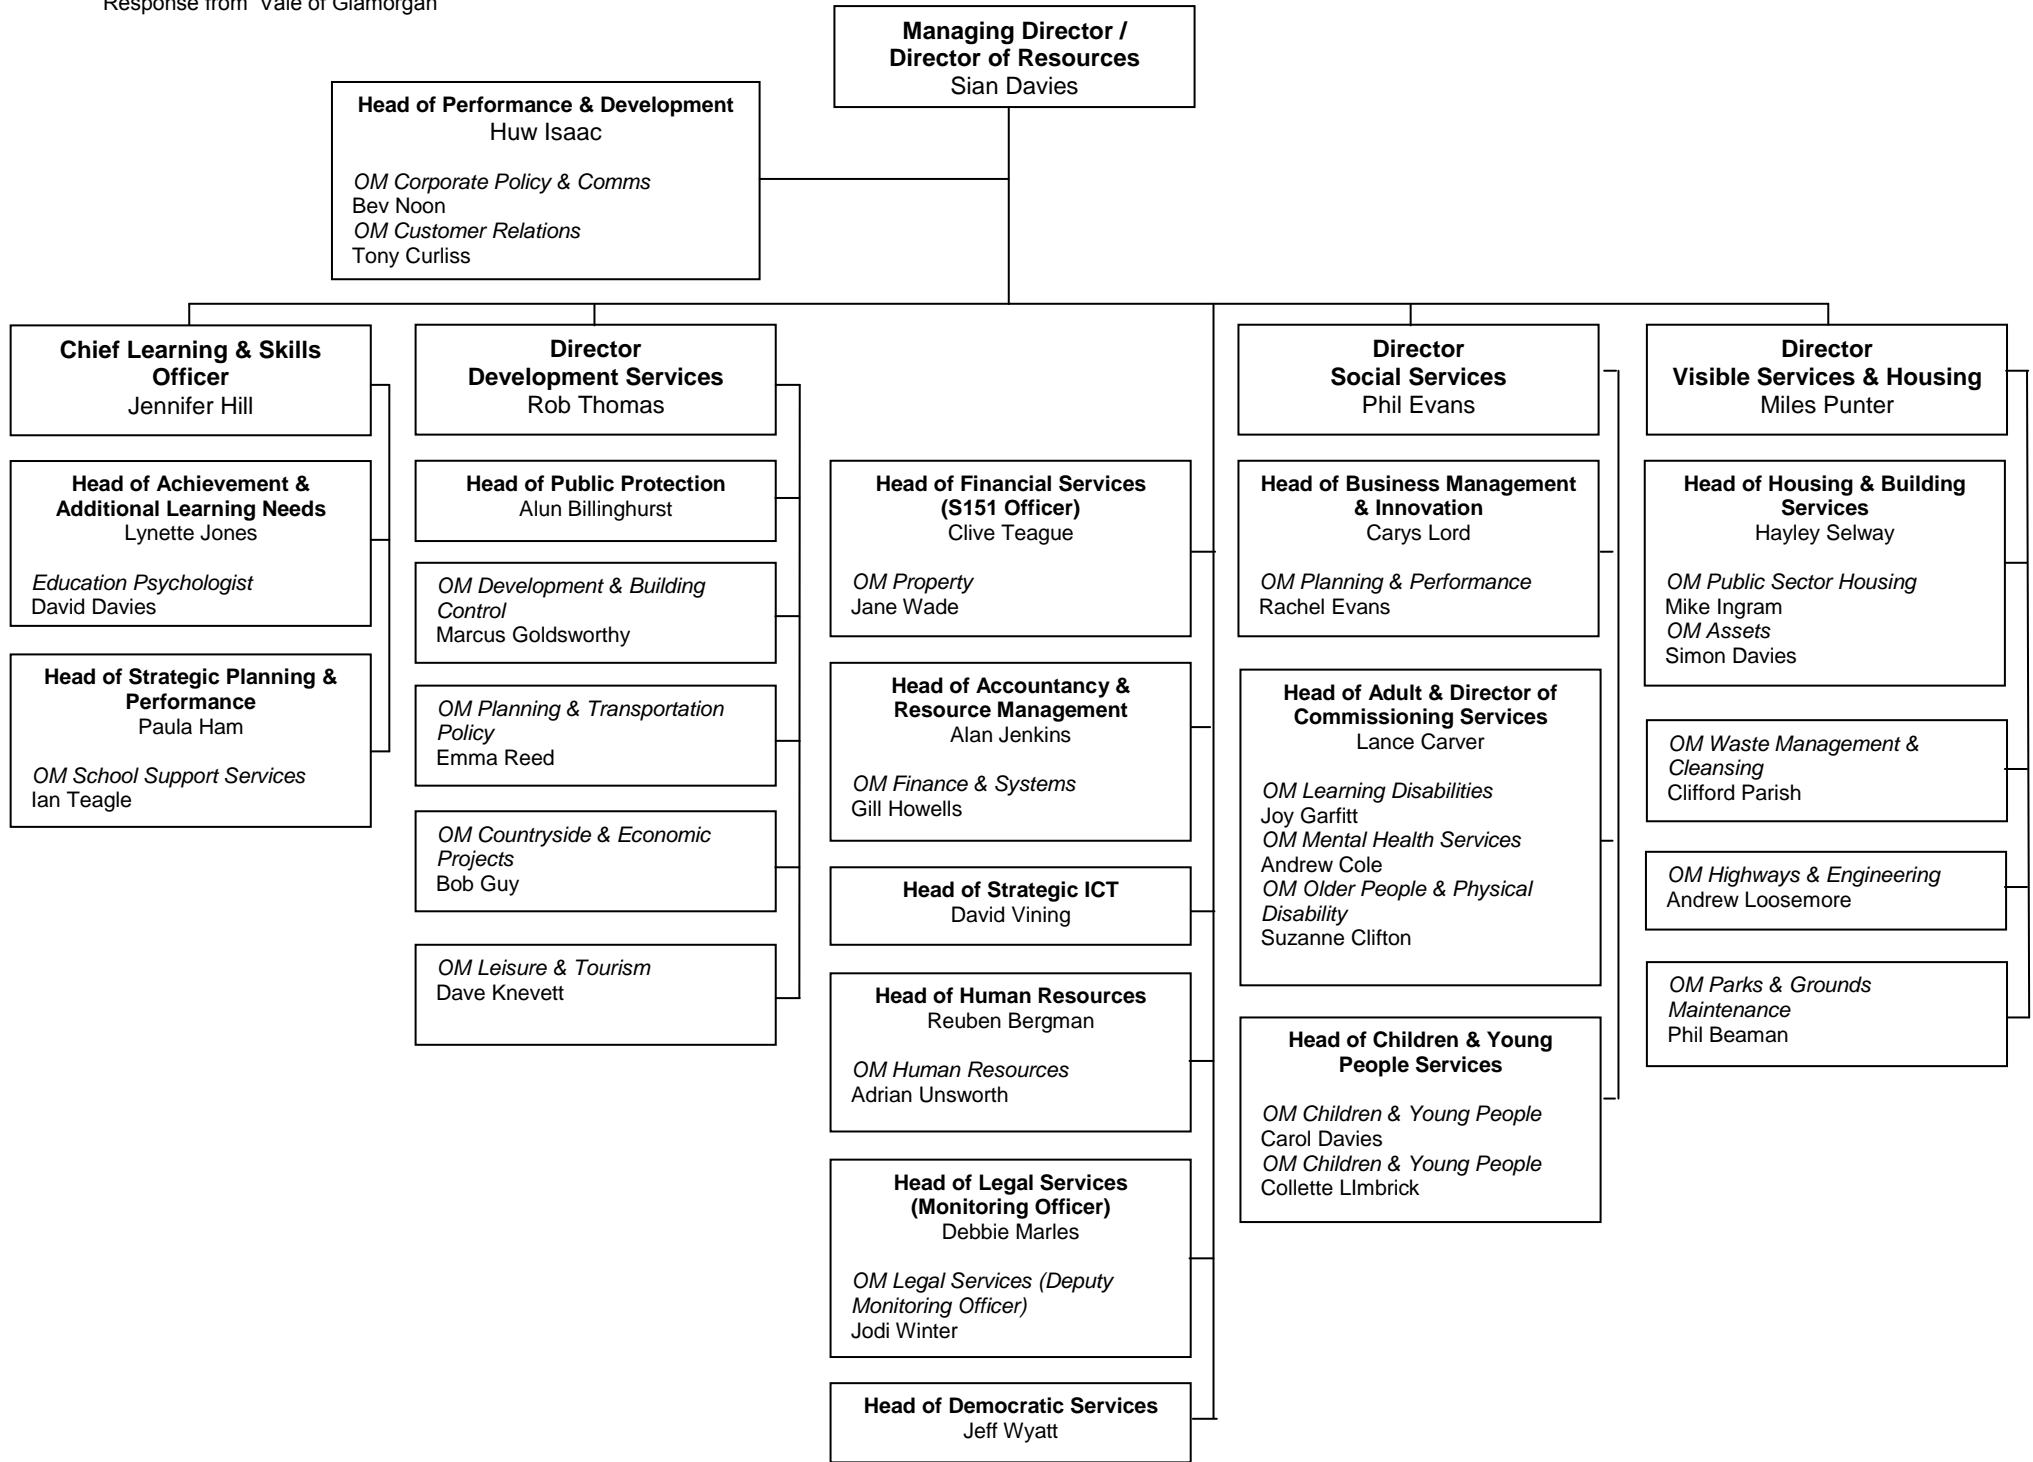 Response from  Vale of Glamorgan
Managing Director /
Director of Resources
Sian Davies
Head of Performance & Development
Huw Isaac
OM Corporate Policy & Comms
Bev Noon
OM Customer Relations
Tony Curliss
Chief Learning & Skills
Officer
Jennifer Hill
Head of Achievement &
Additional Learning Needs
Lynette Jones
Education Psychologist
David Davies
Head of Strategic Planning &
Performance
Paula Ham
OM School Support Services
Ian Teagle
Director
Development Services
Rob Thomas
Head of Public Protection
Alun Billinghurst
OM Development & Building
Control
Marcus Goldsworthy
OM Planning & Transportation
Policy
Emma Reed
OM Countryside & Economic
Projects
Bob Guy
OM Leisure & Tourism
Dave Knevett
Head of Financial Services
(S151 Officer)
Clive Teague
OM Property
Jane Wade
Head of Accountancy &
Resource Management
Alan Jenkins
OM Finance & Systems
Gill Howells
Head of Strategic ICT
David Vining
Head of Human Resources
Reuben Bergman
OM Human Resources
Adrian Unsworth
Head of Legal Services
(Monitoring Officer)
Debbie Marles
OM Legal Services (Deputy
Monitoring Officer)
Jodi Winter
Head of Democratic Services
Jeff Wyatt
Director
Social Services
Phil Evans
Head of Business Management
& Innovation
Carys Lord
OM Planning & Performance
Rachel Evans
Head of Adult & Director of
Commissioning Services
Lance Carver
OM Learning Disabilities
Joy Garfitt
OM Mental Health Services
Andrew Cole
OM Older People & Physical
Disability
Suzanne Clifton
Head of Children & Young
People Services
OM Children & Young People
Carol Davies
OM Children & Young People
Collette LImbrick
Director
Visible Services & Housing
Miles Punter
Head of Housing & Building
Services
Hayley Selway
OM Public Sector Housing
Mike Ingram
OM Assets
Simon Davies
OM Waste Management &
Cleansing
Clifford Parish
OM Highways & Engineering
Andrew Loosemore
OM Parks & Grounds
Maintenance
Phil Beaman